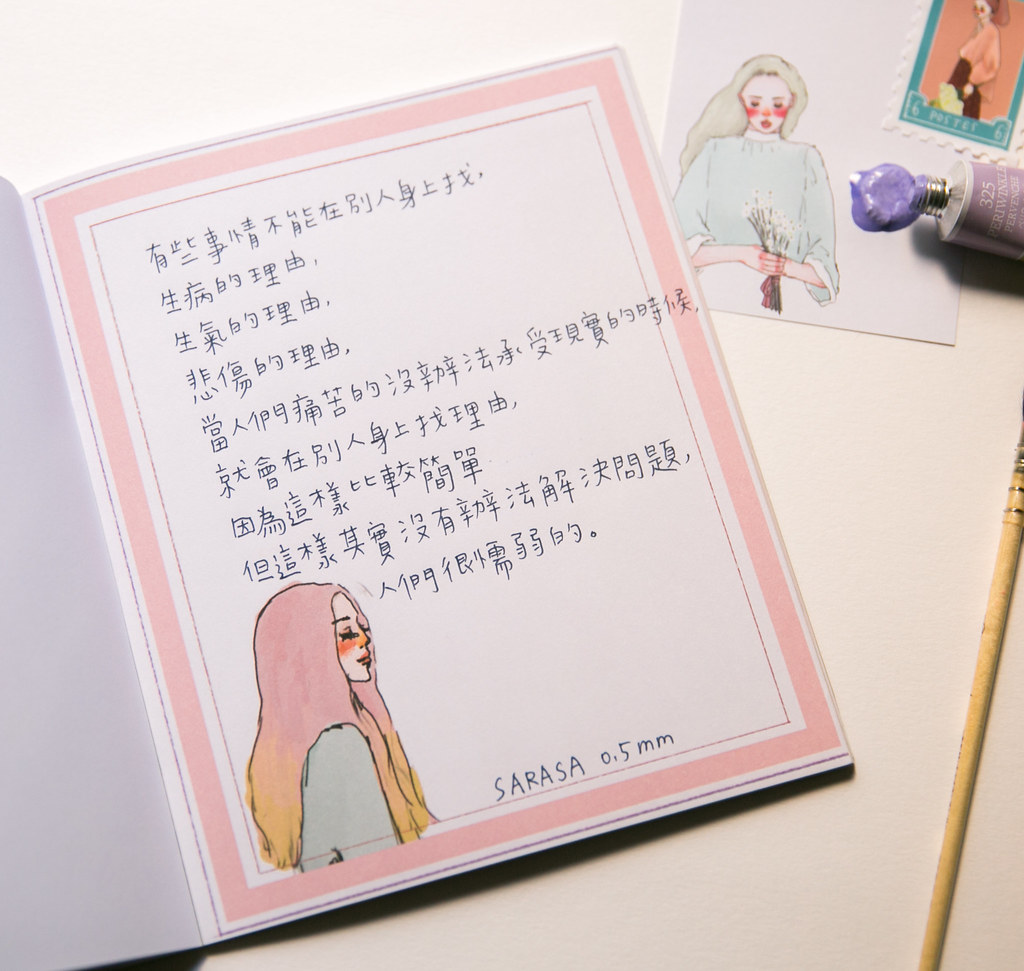 有些事情不能在別人身上找，
生病的理由，
生氣的理由，
悲傷的理由，
當人們痛苦的沒辦法承受現實的時候，
就會在別人身上找理由，
因為這樣比較簡單
但這樣其實沒有辦法解決問題，
人們很懦弱的。
SARASA 0.5mm
6 POSTES 6
325
PERIWINKLE
PERVENCHE